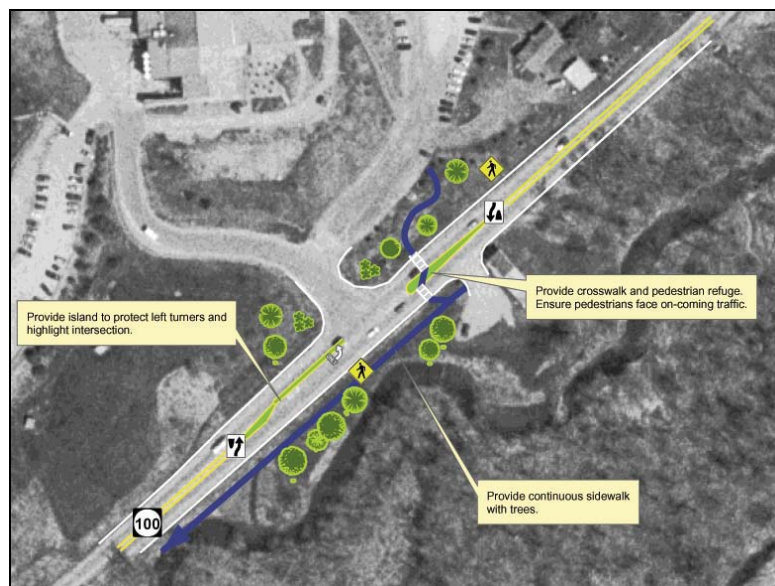 Provide crosswalk and pedestrian refuge.
Ensure pedestrians face on-coming traffic.
Provide island to protect left turners and
highlight intersection.
Provide continuous sidewalk
with trees.
100